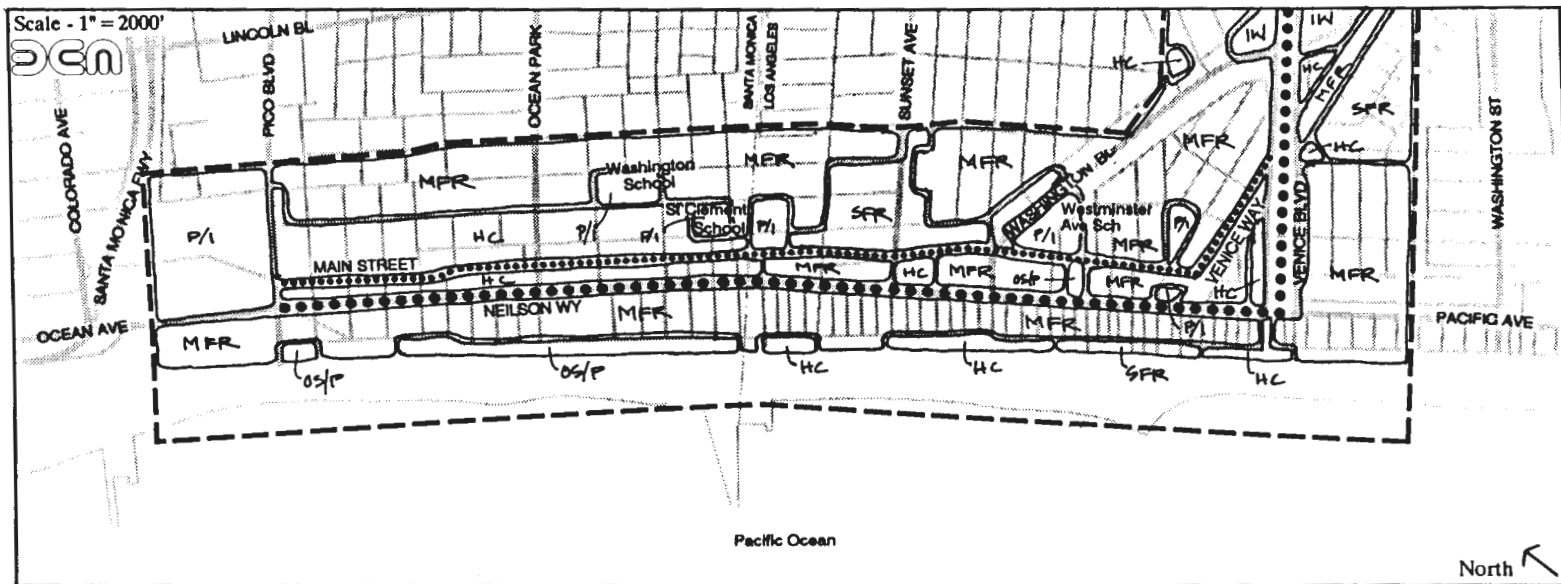 Scale - 1" = 2000'
DEM
LINCOLN BL
COLORADO AVE
SANTA MONICA FWY
PICO BLVD
OCEAN PARK
SANTA MONICA
LOS ANGELES
SUNSET AVE
HC
IW
IW
HC
MFR
SFR
HC
WASHINGTON ST
MFR
Washington School
MFR
MFR
WASHINGTON BL
MFR
P/I
HC
P/I
St Clement School
P/I
P/I
SFR
Westminster Ave Sch
P/I
MFR
P/I
VENICE WAY
VENICE BLVD
MFR
MAIN STREET
HC
MFR
HC
MFR
OS/P
MFR
HC
OCEAN AVE
NEILSON WY
MFR
MFR
P/I
PACIFIC AVE
MFR
OS/P
OS/P
HC
HC
SFR
HC
Pacific Ocean
North